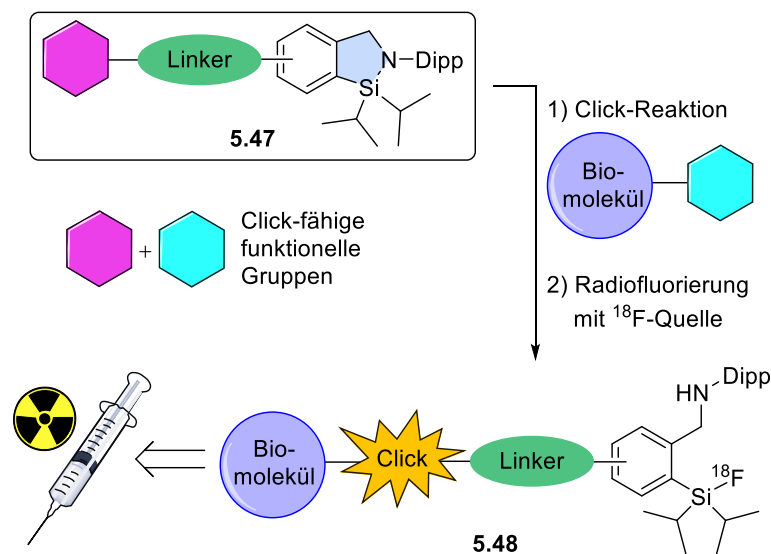 Linker
N
Dipp
Si
5.47
1) Click-Reaktion
Bio-
molekül
+
Click-fähige
funktionelle
Gruppen
2) Radiofluorierung
mit ¹⁸F-Quelle
Dipp
HN
Bio-
molekül
Click
Linker
¹⁸F
Si
5.48